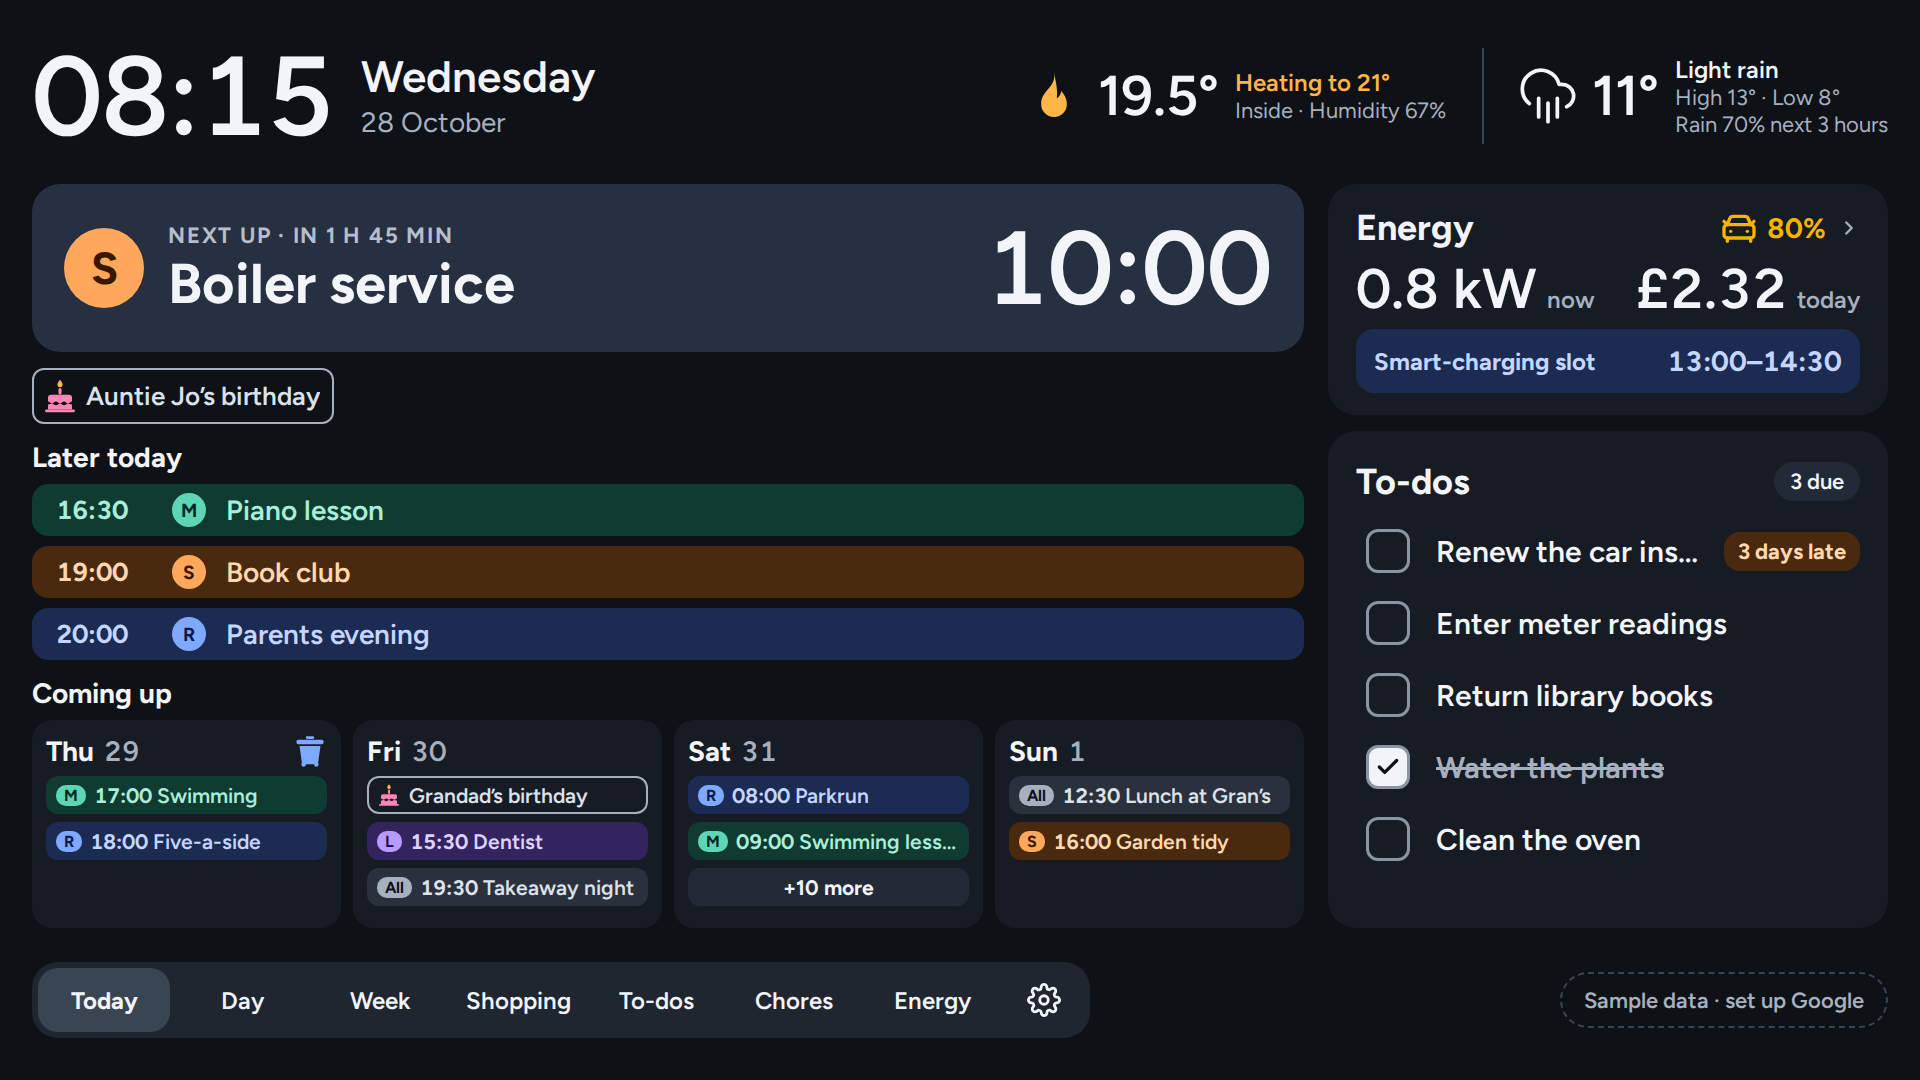 08:15
Wednesday
28 October
19.5°
Heating to 21°
Inside · Humidity 67%
11°
Light rain
High 13° · Low 8°
Rain 70% next 3 hours
S
NEXT UP · IN 1 H 45 MIN
Boiler service
10:00
Auntie Jo’s birthday
Later today
16:30 M Piano lesson
19:00 S Book club
20:00 R Parents evening
Coming up
Thu 29
M 17:00 Swimming
R 18:00 Five-a-side
Fri 30
Grandad’s birthday
L 15:30 Dentist
All 19:30 Takeaway night
Sat 31
R 08:00 Parkrun
M 09:00 Swimming less...
+10 more
Sun 1
All 12:30 Lunch at Gran’s
S 16:00 Garden tidy
Energy
80%
0.8 kW now
£2.32 today
Smart-charging slot 13:00–14:30
To-dos
3 due
Renew the car ins... 3 days late
Enter meter readings
Return library books
Water the plants
Clean the oven
Today Day Week Shopping To-dos Chores Energy
Sample data · set up Google